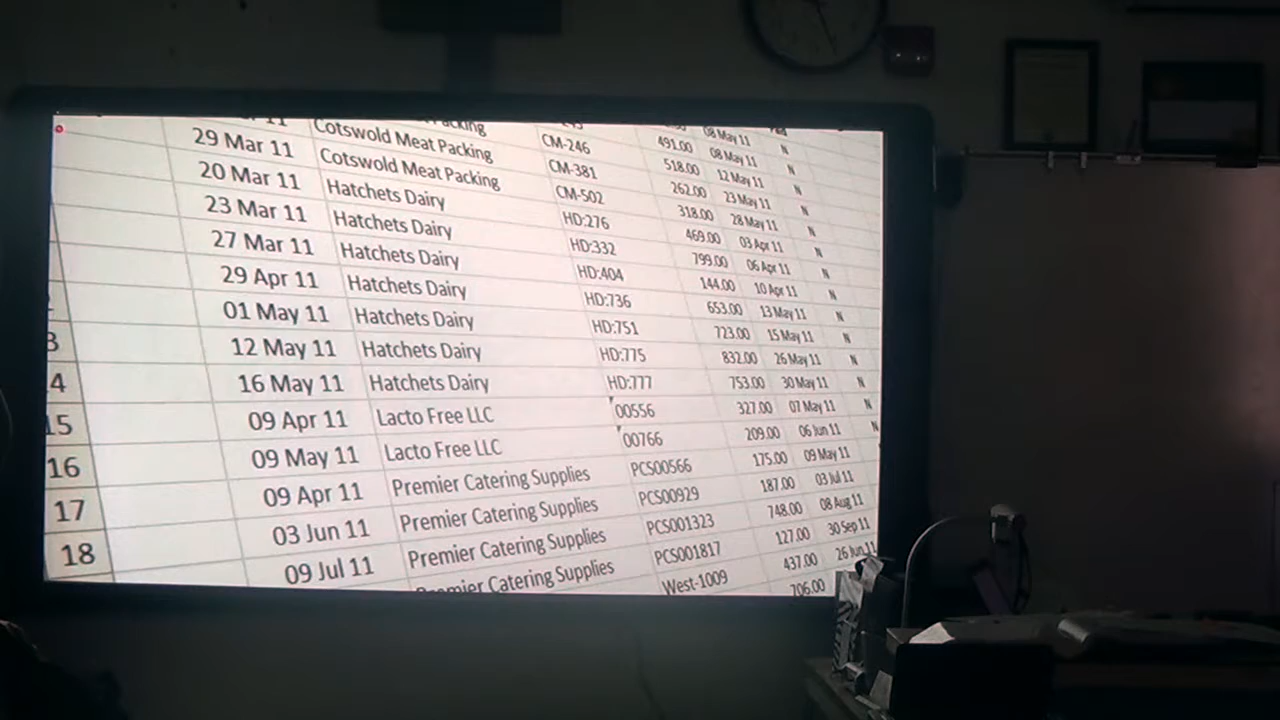 08 May 11 N
491.00 08 May 11 N
Packing CM-246 518.00 12 May 11 N
11 Cotswold Meat Packing CM-381 262.00 23 May 11 N
29 Mar 11 Cotswold Meat Packing CM-502 318.00 28 May 11 N
20 Mar 11 Hatchets Dairy HD:276 469.00 03 Apr 11 N
23 Mar 11 Hatchets Dairy HD:332 799.00 06 Apr 11 N
27 Mar 11 Hatchets Dairy HD:404 144.00 10 Apr 11 N
29 Apr 11 Hatchets Dairy HD:736 653.00 13 May 11 N
01 May 11 Hatchets Dairy HD:751 723.00 15 May 11 N
3 12 May 11 Hatchets Dairy HD:775 832.00 26 May 11 N
4 16 May 11 Hatchets Dairy HD:777 753.00 30 May 11 N
15 09 Apr 11 Lacto Free LLC 00556 327.00 07 May 11 N
16 09 May 11 Lacto Free LLC 00766 209.00 06 Jun 11 N
17 09 Apr 11 Premier Catering Supplies PCS00566 175.00 09 May 11
18 03 Jun 11 Premier Catering Supplies PCS00929 187.00 03 Jul 11
09 Jul 11 Premier Catering Supplies PCS001323 748.00 08 Aug 11
Premier Catering Supplies PCS001817 127.00 30 Sep 11
West-1009 437.00 26 Jun 11
706.00